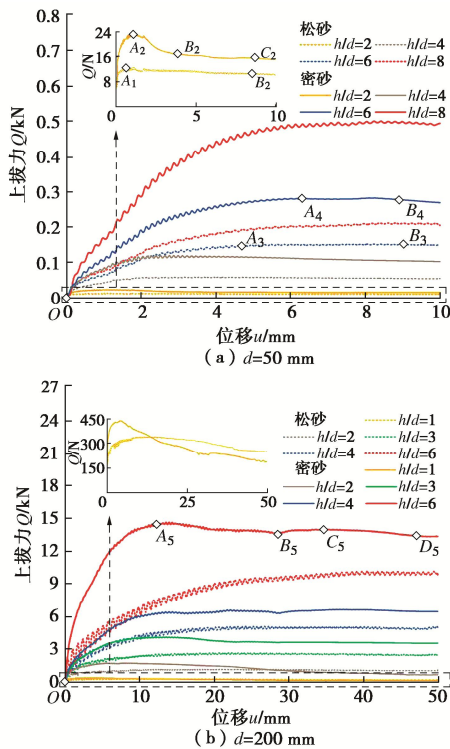 0.8
0.7
0.6
0.5
0.4
0.3
0.2
0.1
O
上拔力Q/kN
24
16
8
Q/N
0 5 10
A2 B2 C2
A1 B2
松砂
h/d=2 h/d=4
h/d=6 h/d=8
密砂
h/d=2 h/d=4
h/d=6 h/d=8
A4 B4
A3 B3
0 2 4 6 8 10
位移u/mm
(a) d=50 mm
27
24
21
18
15
12
9
6
3
0
O
上拔力Q/kN
450
300
150
Q/N
0 25 50
松砂 h/d=1
h/d=2 h/d=3
h/d=4 h/d=6
密砂 h/d=1
h/d=2 h/d=3
h/d=4 h/d=6
A5 B5 C5 D5
0 10 20 30 40 50
位移u/mm
(b) d=200 mm